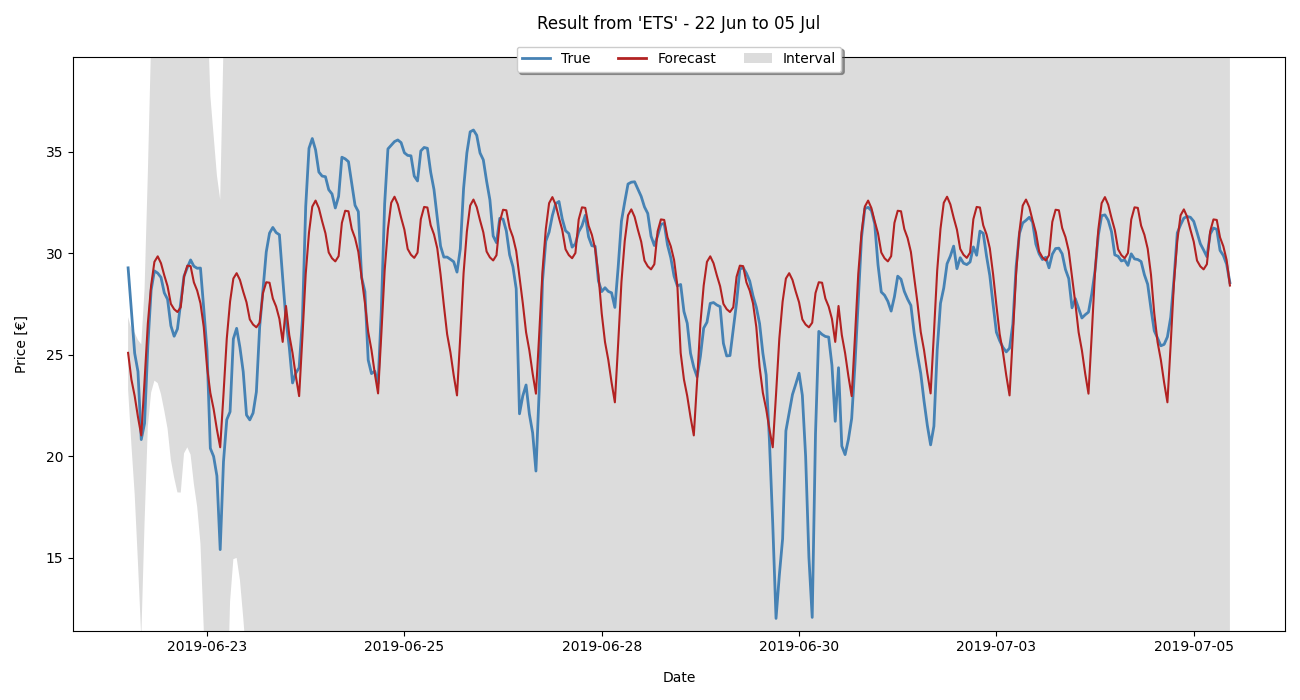 Result from 'ETS' - 22 Jun to 05 Jul
True Forecast Interval
35
30
25
20
15
Price [€]
2019-06-23 2019-06-25 2019-06-28 2019-06-30 2019-07-03 2019-07-05
Date